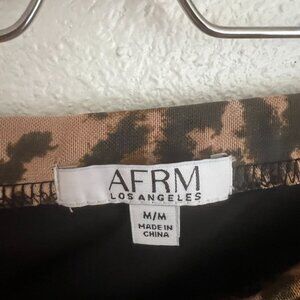 AFRM
LOS ANGELES
M/M
MADE IN
CHINA